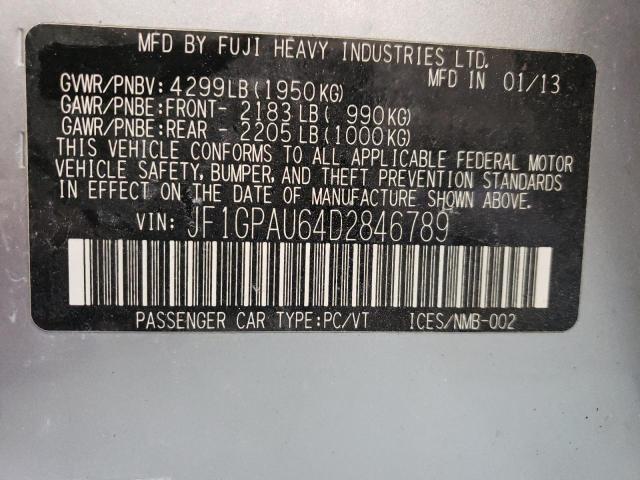 MFD BY FUJI HEAVY INDUSTRIES LTD.
GVWR/PNBV: 4299LB(1950KG) MFD IN 01/13
GAWR/PNBE:FRONT- 2183LB( 990KG)
GAWR/PNBE:REAR - 2205LB(1000KG)
THIS VEHICLE CONFORMS TO ALL APPLICABLE FEDERAL MOTOR
VEHICLE SAFETY, BUMPER, AND THEFT PREVENTION STANDARDS
IN EFFECT ON THE DATE OF MANUFACTURE SHOWN ABOVE.
VIN: JF1GPAU64D2846789
PASSENGER CAR TYPE:PC/VT ICES/NMB-002